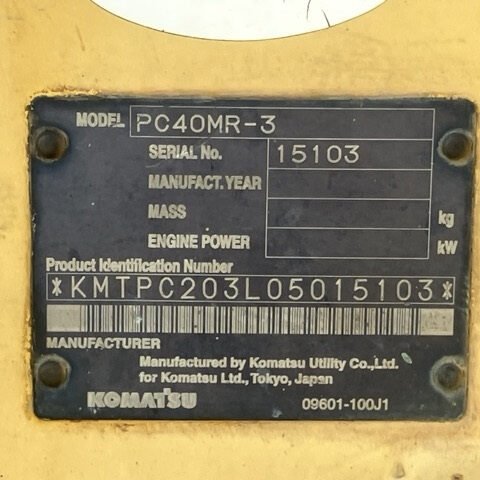 MODEL PC40MR-3
SERIAL No. 15103
MANUFACT.YEAR
MASS kg
ENGINE POWER kW
Product Identification Number
*KMTPC203L05015103*
MANUFACTURER
Manufactured by Komatsu Utility Co.,Ltd.
for Komatsu Ltd.,Tokyo, Japan
KOMATSU 09601-100J1